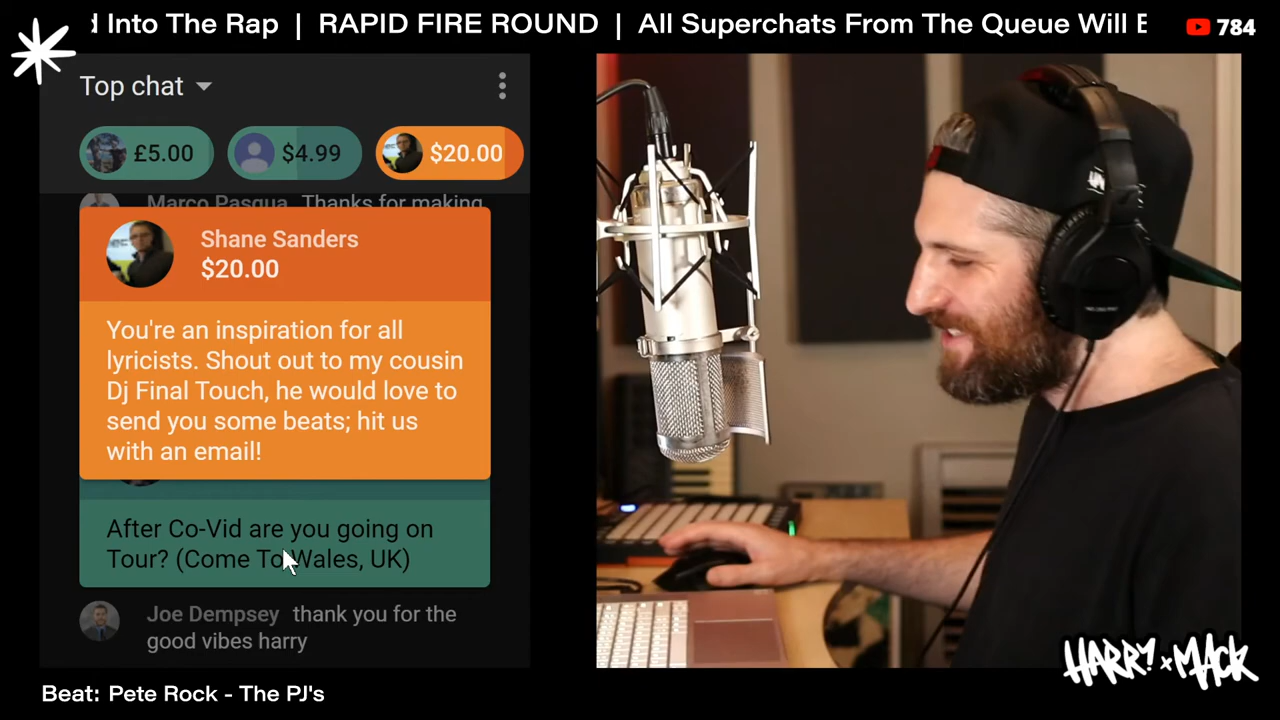 Into The Rap | RAPID FIRE ROUND | All Superchats From The Queue Will
784
Top chat
£5.00
$4.99
$20.00
Marco Pasqua Thanks for making
Shane Sanders
$20.00
You're an inspiration for all
lyricists. Shout out to my cousin
Dj Final Touch, he would love to
send you some beats; hit us
with an email!
After Co-Vid are you going on
Tour? (Come To Wales, UK)
Joe Dempsey thank you for the
good vibes harry
HARRY MACK
Beat: Pete Rock - The PJ's